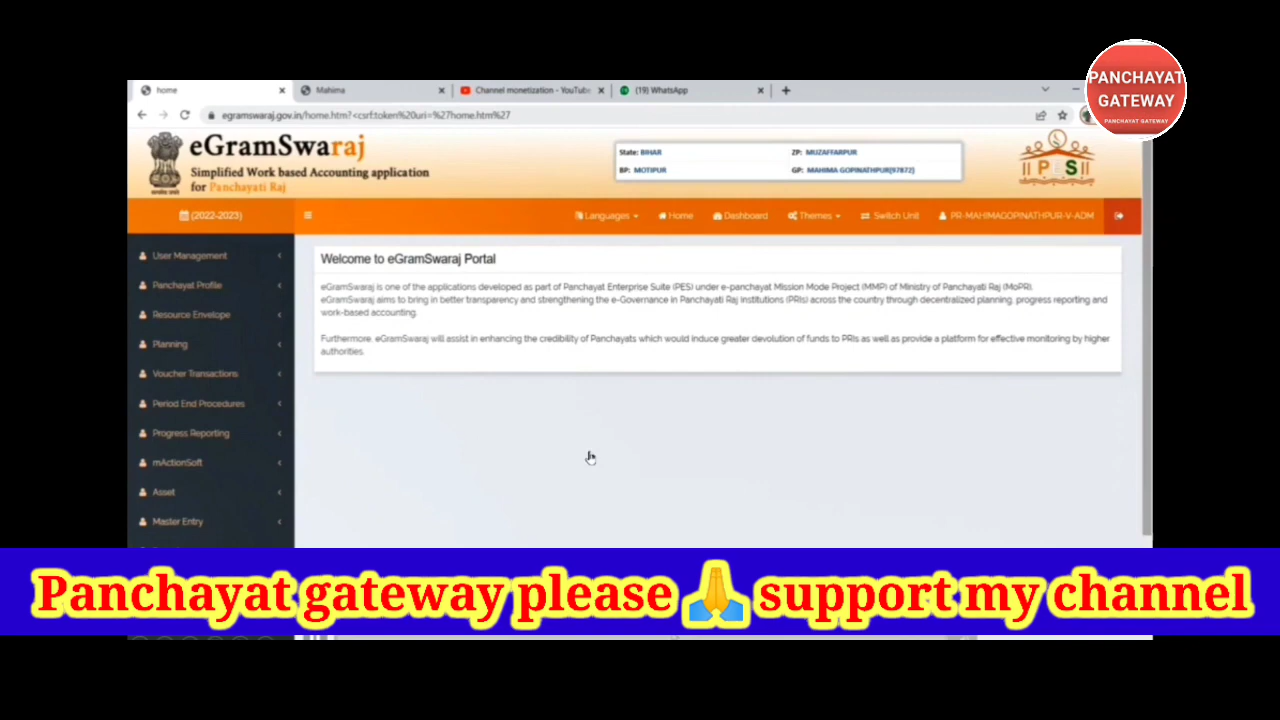 PANCHAYAT
GATEWAY
PANCHAYAT GATEWAY
home
Mahima
Channel monetization - YouTube
(19) WhatsApp
egramswaraj.gov.in/home.htm?<csrf:token%20uri=%27home.htm%27
eGramSwaraj
Simplified Work based Accounting application
for Panchayati Raj
State: BIHAR ZP: MUZAFFARPUR
BP: MOTIPUR GP: MAHIMA GOPINATHPUR(97872)
PES
(2022-2023)
Languages Home Dashboard Themes Switch Unit PR-MAHIMAGOPINATHPUR-V-ADM
User Management
Panchayat Profile
Resource Envelope
Planning
Voucher Transactions
Period End Procedures
Progress Reporting
mActionSoft
Asset
Master Entry
Welcome to eGramSwaraj Portal
eGramSwaraj is one of the applications developed as part of Panchayat Enterprise Suite (PES) under e-panchayat Mission Mode Project (MMP) of Ministry of Panchayati Raj (MoPR).
eGramSwaraj aims to bring in better transparency and strengthening the e-Governance in Panchayati Raj Institutions (PRIs) across the country through decentralized planning, progress reporting and
work-based accounting.
Furthermore, eGramSwaraj will assist in enhancing the credibility of Panchayats which would induce greater devolution of funds to PRIs as well as provide a platform for effective monitoring by higher
authorities.
Panchayat gateway please 🙏 support my channel